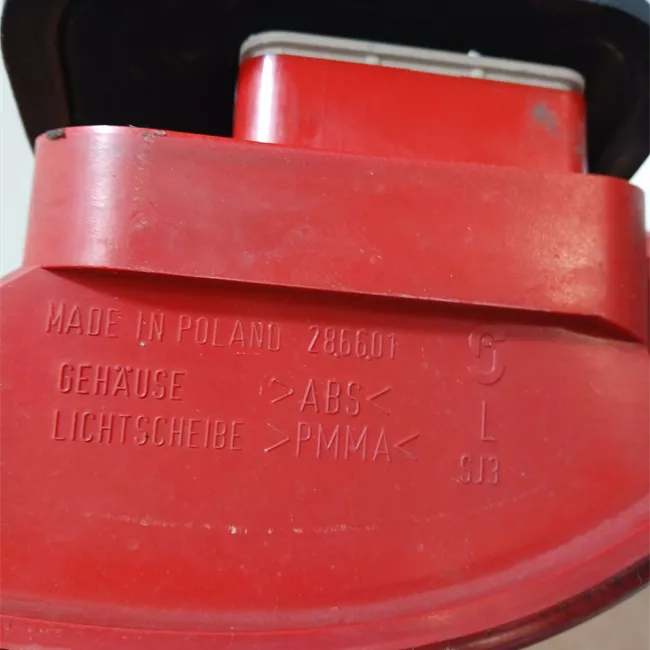 MADE IN POLAND 286601
GEHÄUSE >ABS<
LICHTSCHEIBE >PMMA<
L
SJ3